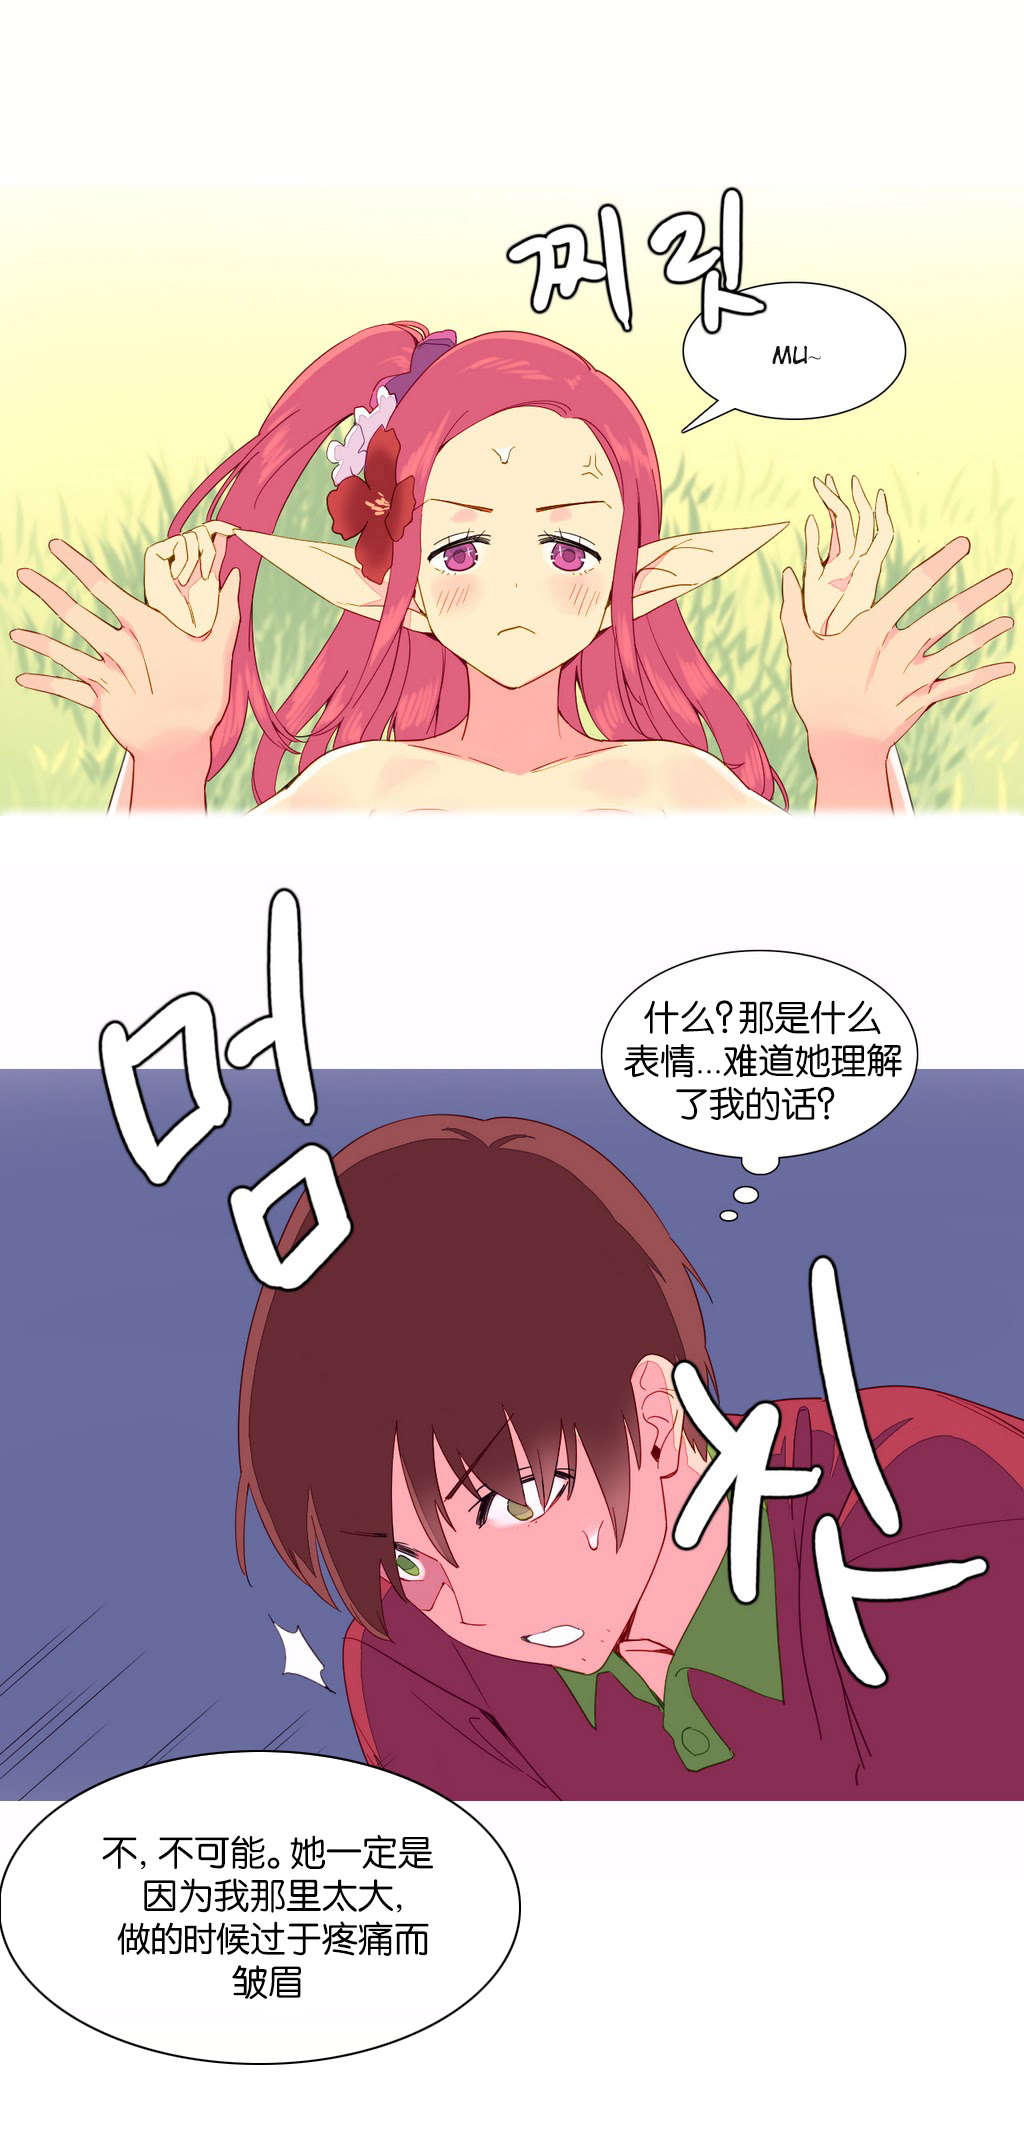 찌릿
MU~
멈
칫
什么?那是什么
表情...难道她理解
了我的话?
不,不可能。她一定是
因为我那里太大,
做的时候过于疼痛而
皱眉